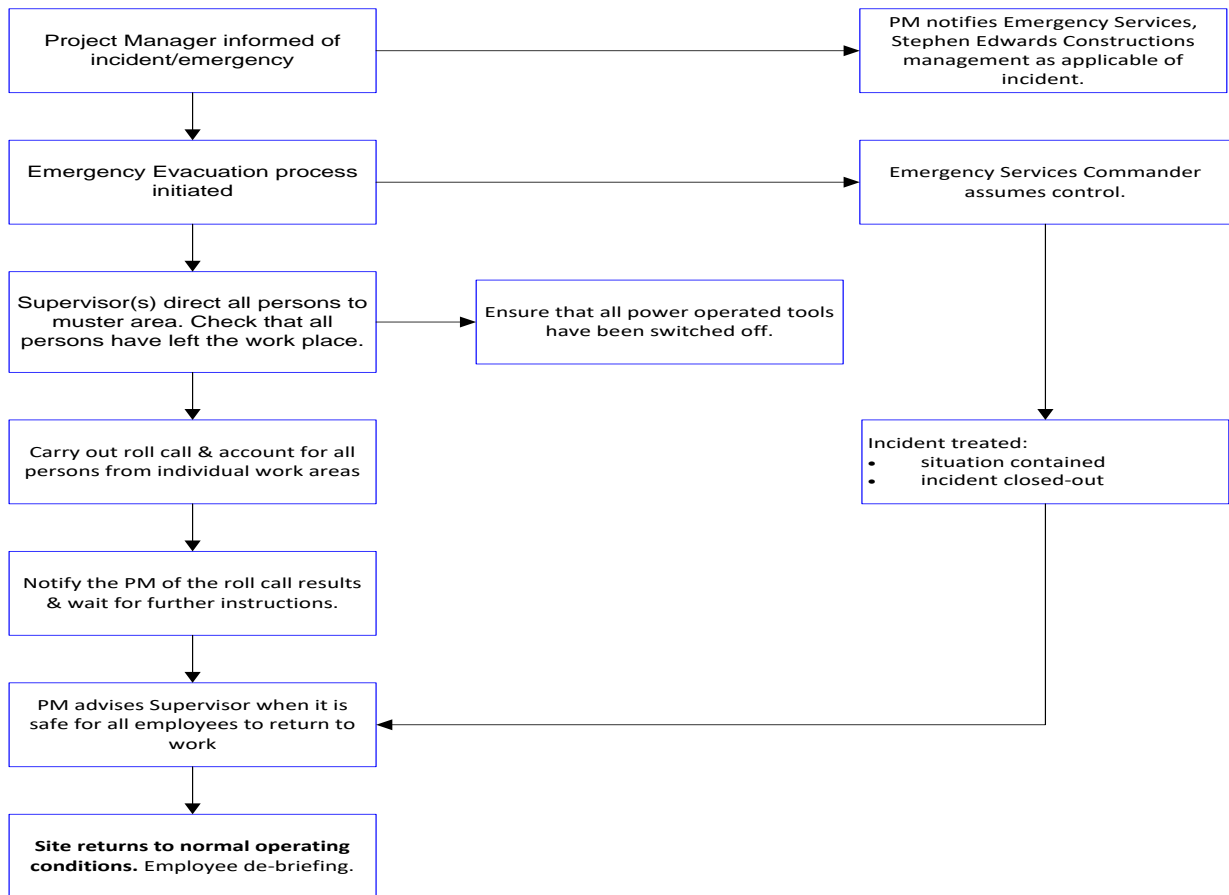 Project Manager informed of
incident/emergency
PM notifies Emergency Services,
Stephen Edwards Constructions
management as applicable of
incident.
Emergency Evacuation process
initiated
Emergency Services Commander
assumes control.
Supervisor(s) direct all persons to
muster area. Check that all
persons have left the work place.
Ensure that all power operated tools
have been switched off.
Carry out roll call & account for all
persons from individual work areas
Incident treated:
• situation contained
• incident closed-out
Notify the PM of the roll call results
& wait for further instructions.
PM advises Supervisor when it is
safe for all employees to return to
work
Site returns to normal operating
conditions. Employee de-briefing.